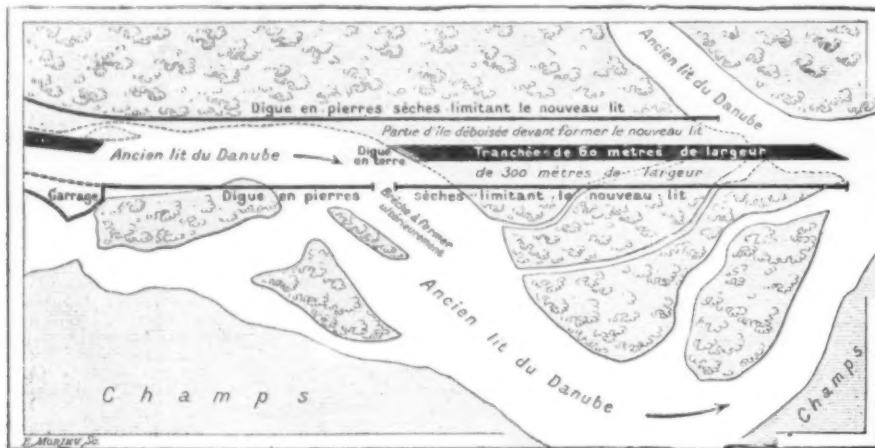 Ancien lit du Danube
Digue en pierres sèches limitant le nouveau lit
Partie d'île déboisée devant former le nouveau lit
Ancien lit du Danube
Digue
en terre
Tranchée de 60 mètres de largeur
de 300 mètres de largeur
Garrage
Digue en pierres
sèches limitant le nouveau lit
Brèche à former
ultérieurement
Ancien lit du Danube
Champs
Champs
E. MORIEU, Sc.